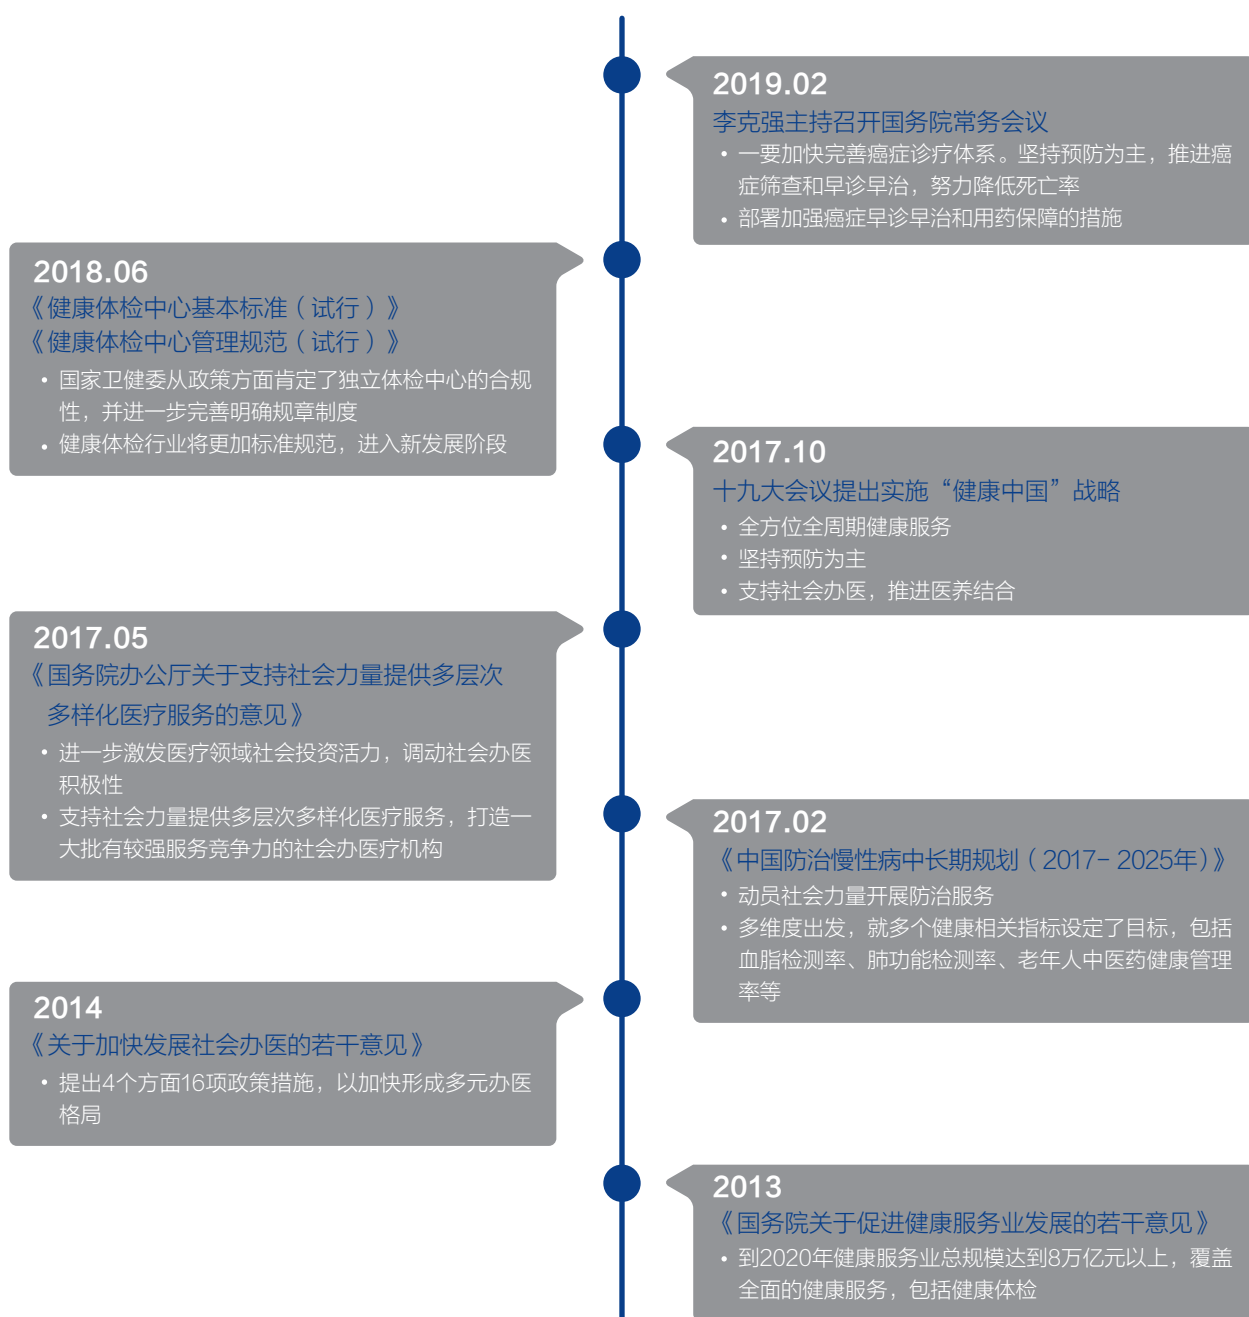 2019.02
李克强主持召开国务院常务会议
• 一要加快完善癌症诊疗体系。坚持预防为主，推进癌
症筛查和早诊早治，努力降低死亡率
• 部署加强癌症早诊早治和用药保障的措施
2018.06
《健康体检中心基本标准（试行）》
《健康体检中心管理规范（试行）》
• 国家卫健委从政策方面肯定了独立体检中心的合规
性，并进一步完善明确规章制度
• 健康体检行业将更加标准规范，进入新发展阶段
2017.10
十九大会议提出实施“健康中国”战略
• 全方位全周期健康服务
• 坚持预防为主
• 支持社会办医，推进医养结合
2017.05
《国务院办公厅关于支持社会力量提供多层次
多样化医疗服务的意见》
• 进一步激发医疗领域社会投资活力，调动社会办医
积极性
• 支持社会力量提供多层次多样化医疗服务，打造一
大批有较强服务竞争力的社会办医疗机构
2017.02
《中国防治慢性病中长期规划（2017- 2025年）》
• 动员社会力量开展防治服务
• 多维度出发，就多个健康相关指标设定了目标，包括
血脂检测率、肺功能检测率、老年人中医药健康管理
率等
2014
《关于加快发展社会办医的若干意见》
• 提出4个方面16项政策措施，以加快形成多元办医
格局
2013
《国务院关于促进健康服务业发展的若干意见》
• 到2020年健康服务业总规模达到8万亿元以上，覆盖
全面的健康服务，包括健康体检